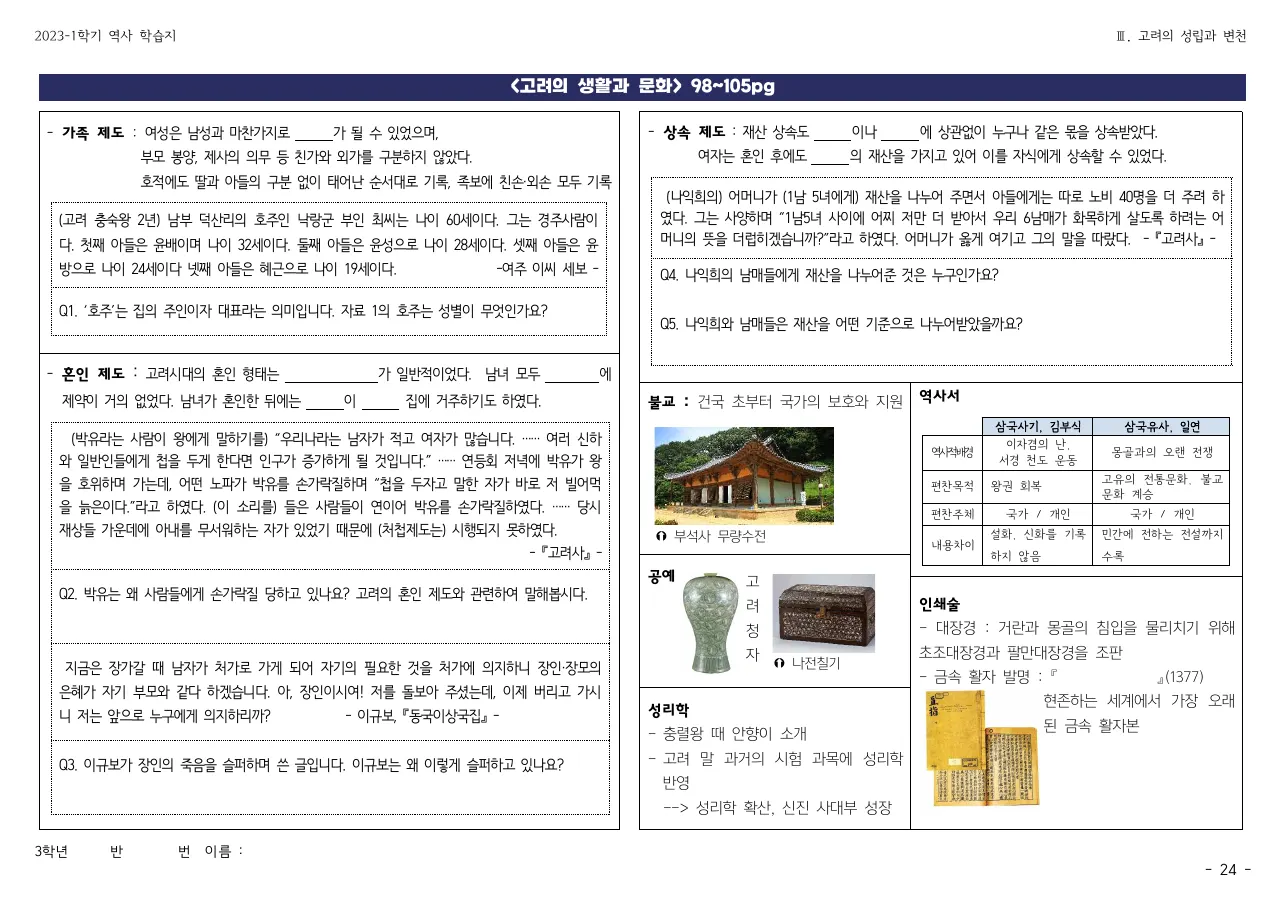 2023-1학기 역사 학습지
Ⅲ. 고려의 성립과 변천
<고려의 생활과 문화> 98~105pg
- 가족 제도 : 여성은 남성과 마찬가지로 _____가 될 수 있었으며,
부모 봉양, 제사의 의무 등 친가와 외가를 구분하지 않았다.
호적에도 딸과 아들의 구분 없이 태어난 순서대로 기록, 족보에 친손·외손 모두 기록
(고려 충숙왕 2년) 남부 덕산리의 호주인 낙랑군 부인 최씨는 나이 60세이다. 그는 경주사람이
다. 첫째 아들은 윤배이며 나이 32세이다. 둘째 아들은 윤성으로 나이 28세이다. 셋째 아들은 윤
방으로 나이 24세이다 넷째 아들은 혜근으로 나이 19세이다. -여주 이씨 세보 -
Q1. ‘호주’는 집의 주인이자 대표라는 의미입니다. 자료 1의 호주는 성별이 무엇인가요?
- 혼인 제도 : 고려시대의 혼인 형태는 ____________가 일반적이었다. 남녀 모두 _______에
제약이 거의 없었다. 남녀가 혼인한 뒤에는 _____이 _____ 집에 거주하기도 하였다.
(박유라는 사람이 왕에게 말하기를) “우리나라는 남자가 적고 여자가 많습니다. …… 여러 신하
와 일반인들에게 첩을 두게 한다면 인구가 증가하게 될 것입니다.” …… 연등회 저녁에 박유가 왕
을 호위하며 가는데, 어떤 노파가 박유를 손가락질하며 “첩을 두자고 말한 자가 바로 저 빌어먹
을 늙은이다.”라고 하였다. (이 소리를) 들은 사람들이 연이어 박유를 손가락질하였다. …… 당시
재상들 가운데에 아내를 무서워하는 자가 있었기 때문에 (처첩제도는) 시행되지 못하였다.
- 『고려사』 -
Q2. 박유는 왜 사람들에게 손가락질 당하고 있나요? 고려의 혼인 제도와 관련하여 말해봅시다.
지금은 장가갈 때 남자가 처가로 가게 되어 자기의 필요한 것을 처가에 의지하니 장인·장모의
은혜가 자기 부모와 같다 하겠습니다. 아, 장인이시여! 저를 돌보아 주셨는데, 이제 버리고 가시
니 저는 앞으로 누구에게 의지하리까? - 이규보,『동국이상국집』 -
Q3. 이규보가 장인의 죽음을 슬퍼하며 쓴 글입니다. 이규보는 왜 이렇게 슬퍼하고 있나요?
- 상속 제도 : 재산 상속도 _____이나 _____에 상관없이 누구나 같은 몫을 상속받았다.
여자는 혼인 후에도 _____의 재산을 가지고 있어 이를 자식에게 상속할 수 있었다.
(나익희의) 어머니가 (1남 5녀에게) 재산을 나누어 주면서 아들에게는 따로 노비 40명을 더 주려 하
였다. 그는 사양하며 “1남5녀 사이에 어찌 저만 더 받아서 우리 6남매가 화목하게 살도록 하려는 어
머니의 뜻을 더럽히겠습니까?”라고 하였다. 어머니가 옳게 여기고 그의 말을 따랐다. -『고려사』-
Q4. 나익희의 남매들에게 재산을 나누어준 것은 누구인가요?
Q5. 나익희와 남매들은 재산을 어떤 기준으로 나누어받았을까요?
불교 : 건국 초부터 국가의 보호와 지원
부석사 무량수전
공예
고
려
청
자
나전칠기
성리학
- 충렬왕 때 안향이 소개
- 고려 말 과거의 시험 과목에 성리학
반영
--> 성리학 확산, 신진 사대부 성장
역사서
삼국사기, 김부식 삼국유사, 일연
역사적배경 이자겸의 난, 서경 천도 운동 몽골과의 오랜 전쟁
편찬목적 왕권 회복 고유의 전통문화, 불교 문화 계승
편찬주체 국가 / 개인 국가 / 개인
내용차이 설화, 신화를 기록하지 않음 민간에 전하는 전설까지 수록
인쇄술
- 대장경 : 거란과 몽골의 침입을 물리치기 위해
초조대장경과 팔만대장경을 조판
- 금속 활자 발명 :『 』(1377)
현존하는 세계에서 가장 오래
된 금속 활자본
3학년 반 번 이름 :
- 24 -